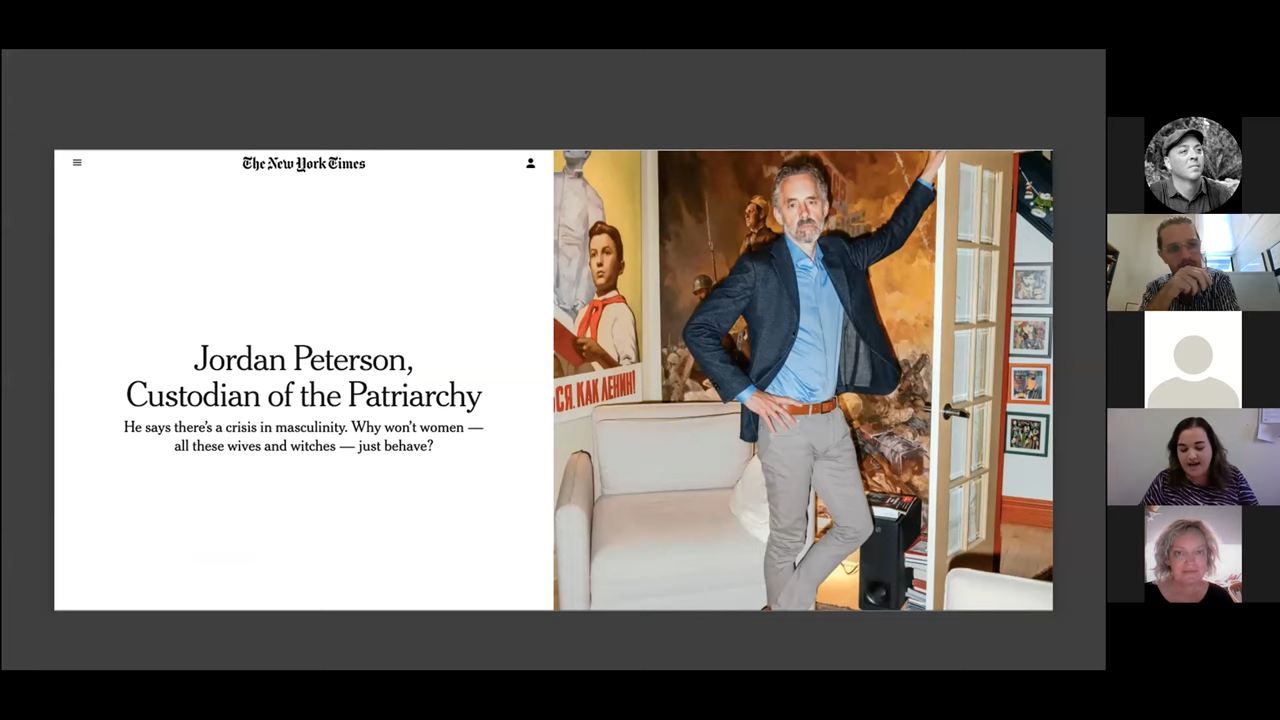 The New York Times
Jordan Peterson,
Custodian of the Patriarchy
He says there's a crisis in masculinity. Why won't women —
all these wives and witches — just behave?
СЯ, КАК ЛЕНИН!